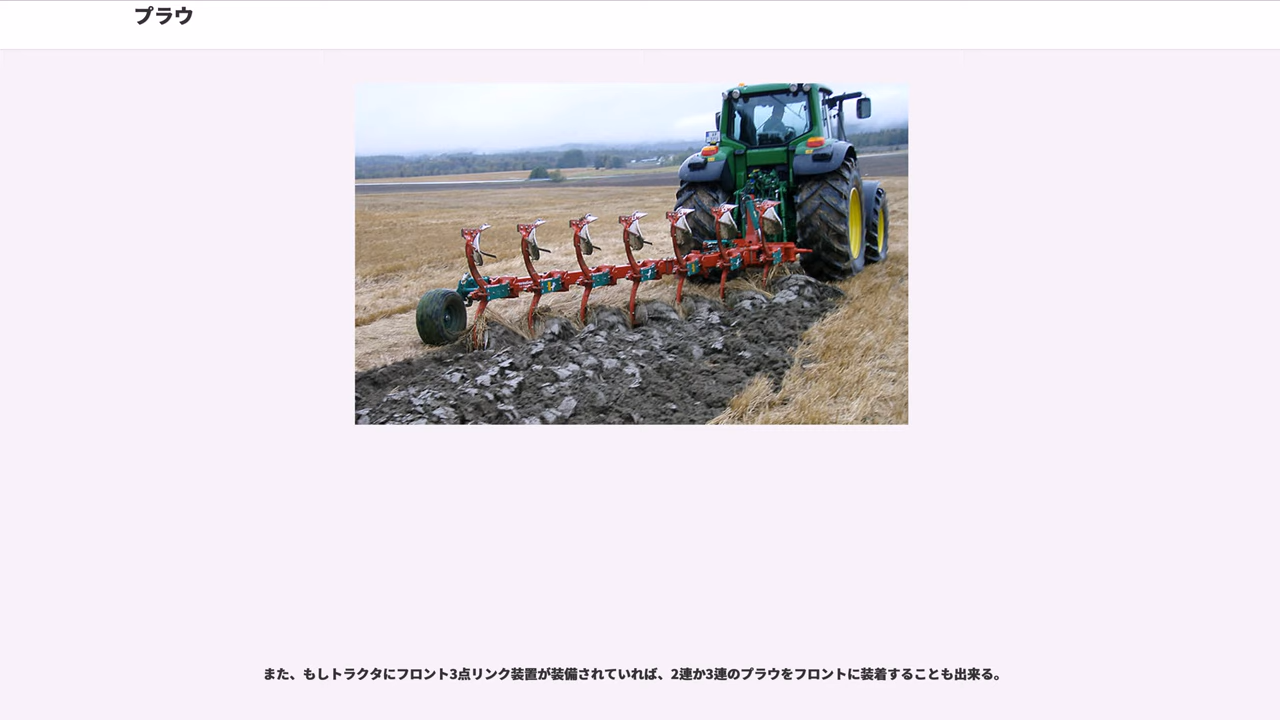 プラウ
また、もしトラクタにフロント3点リンク装置が装備されていれば、2連か3連のプラウをフロントに装着することも出来る。